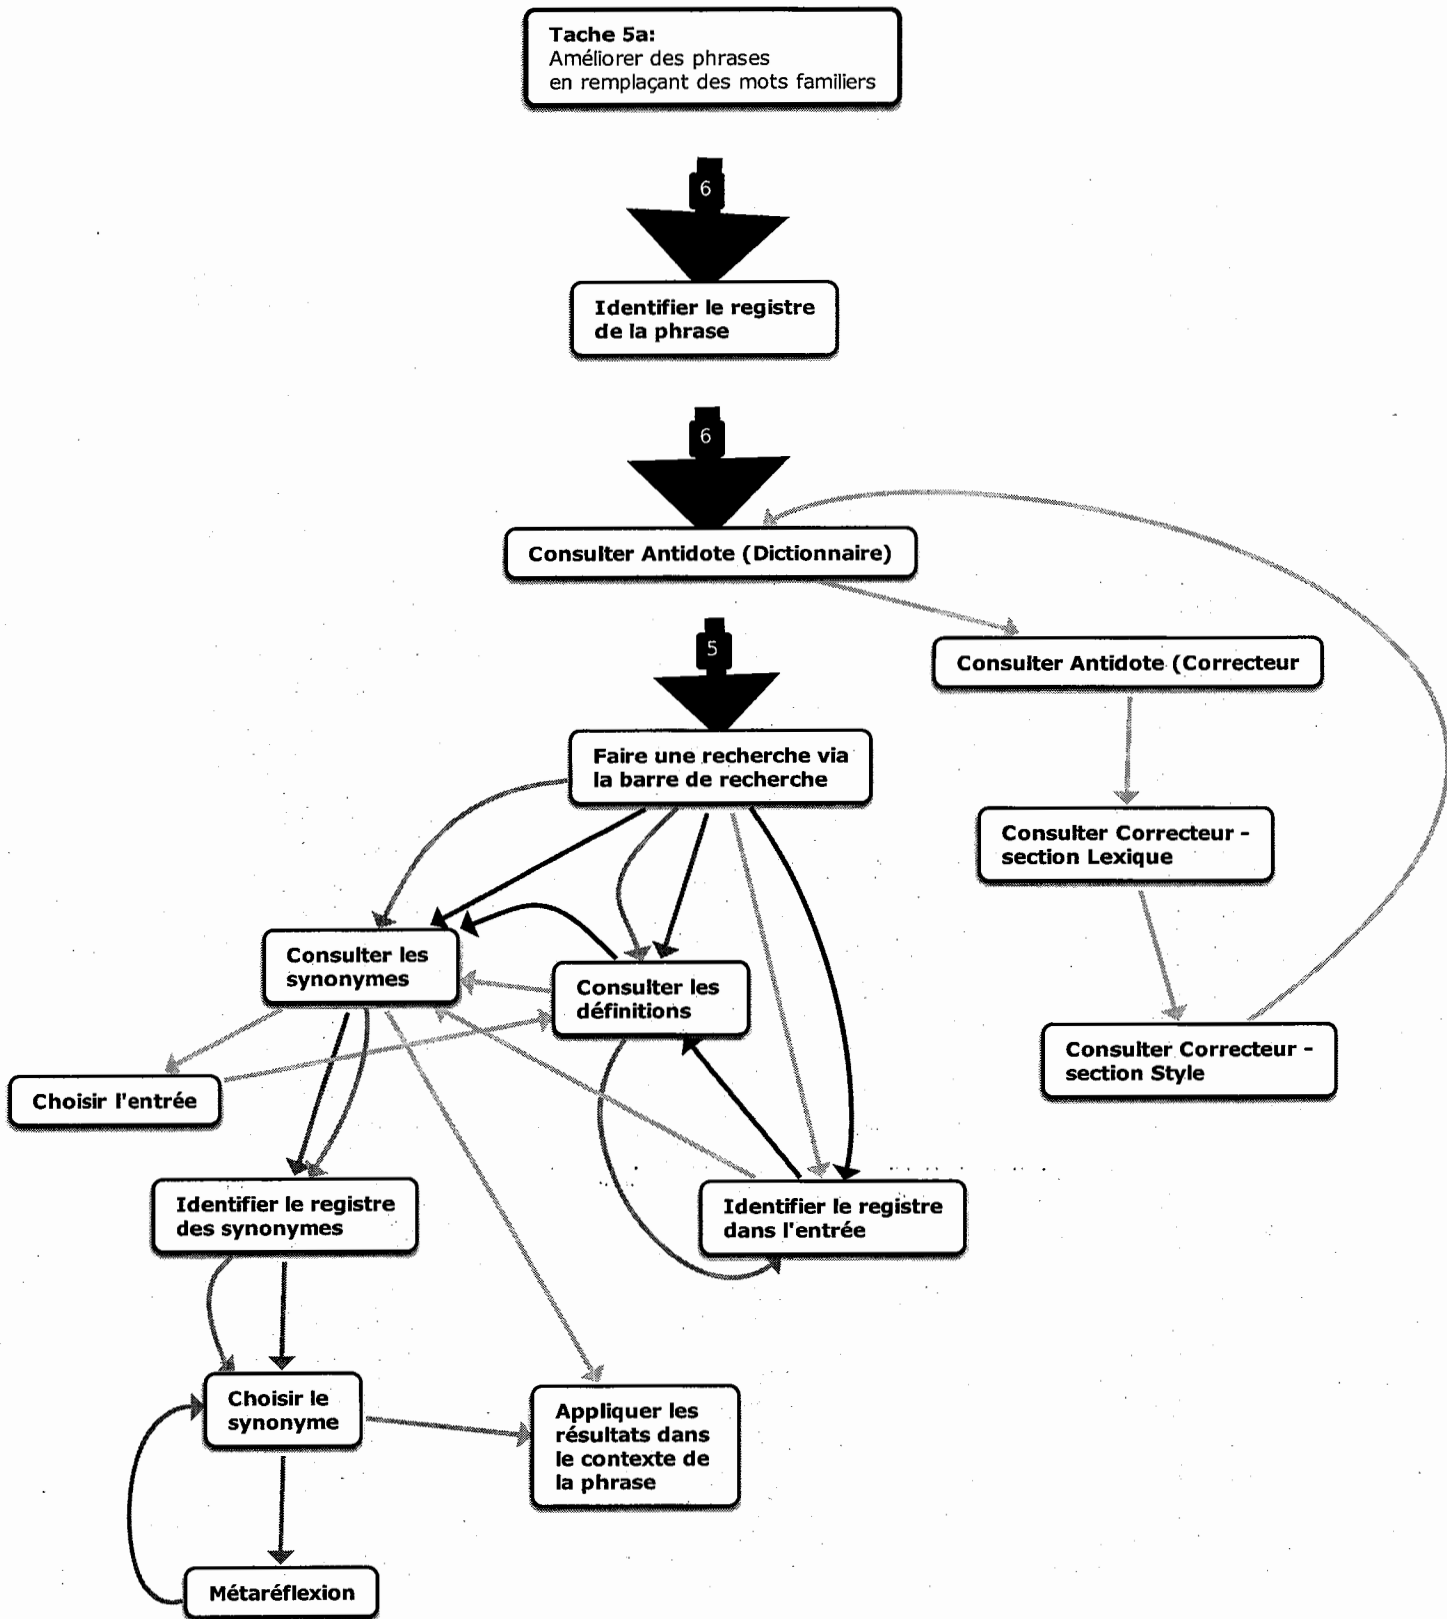 Tache 5a:
Améliorer des phrases
en remplaçant des mots familiers
6
Identifier le registre
de la phrase
6
Consulter Antidote (Dictionnaire)
5
Consulter Antidote (Correcteur
Faire une recherche via
la barre de recherche
Consulter Correcteur -
section Lexique
Consulter les
synonymes
Consulter les
définitions
Consulter Correcteur -
section Style
Choisir l'entrée
Identifier le registre
des synonymes
Identifier le registre
dans l'entrée
Choisir le
synonyme
Appliquer les
résultats dans
le contexte de
la phrase
Métaréflexion